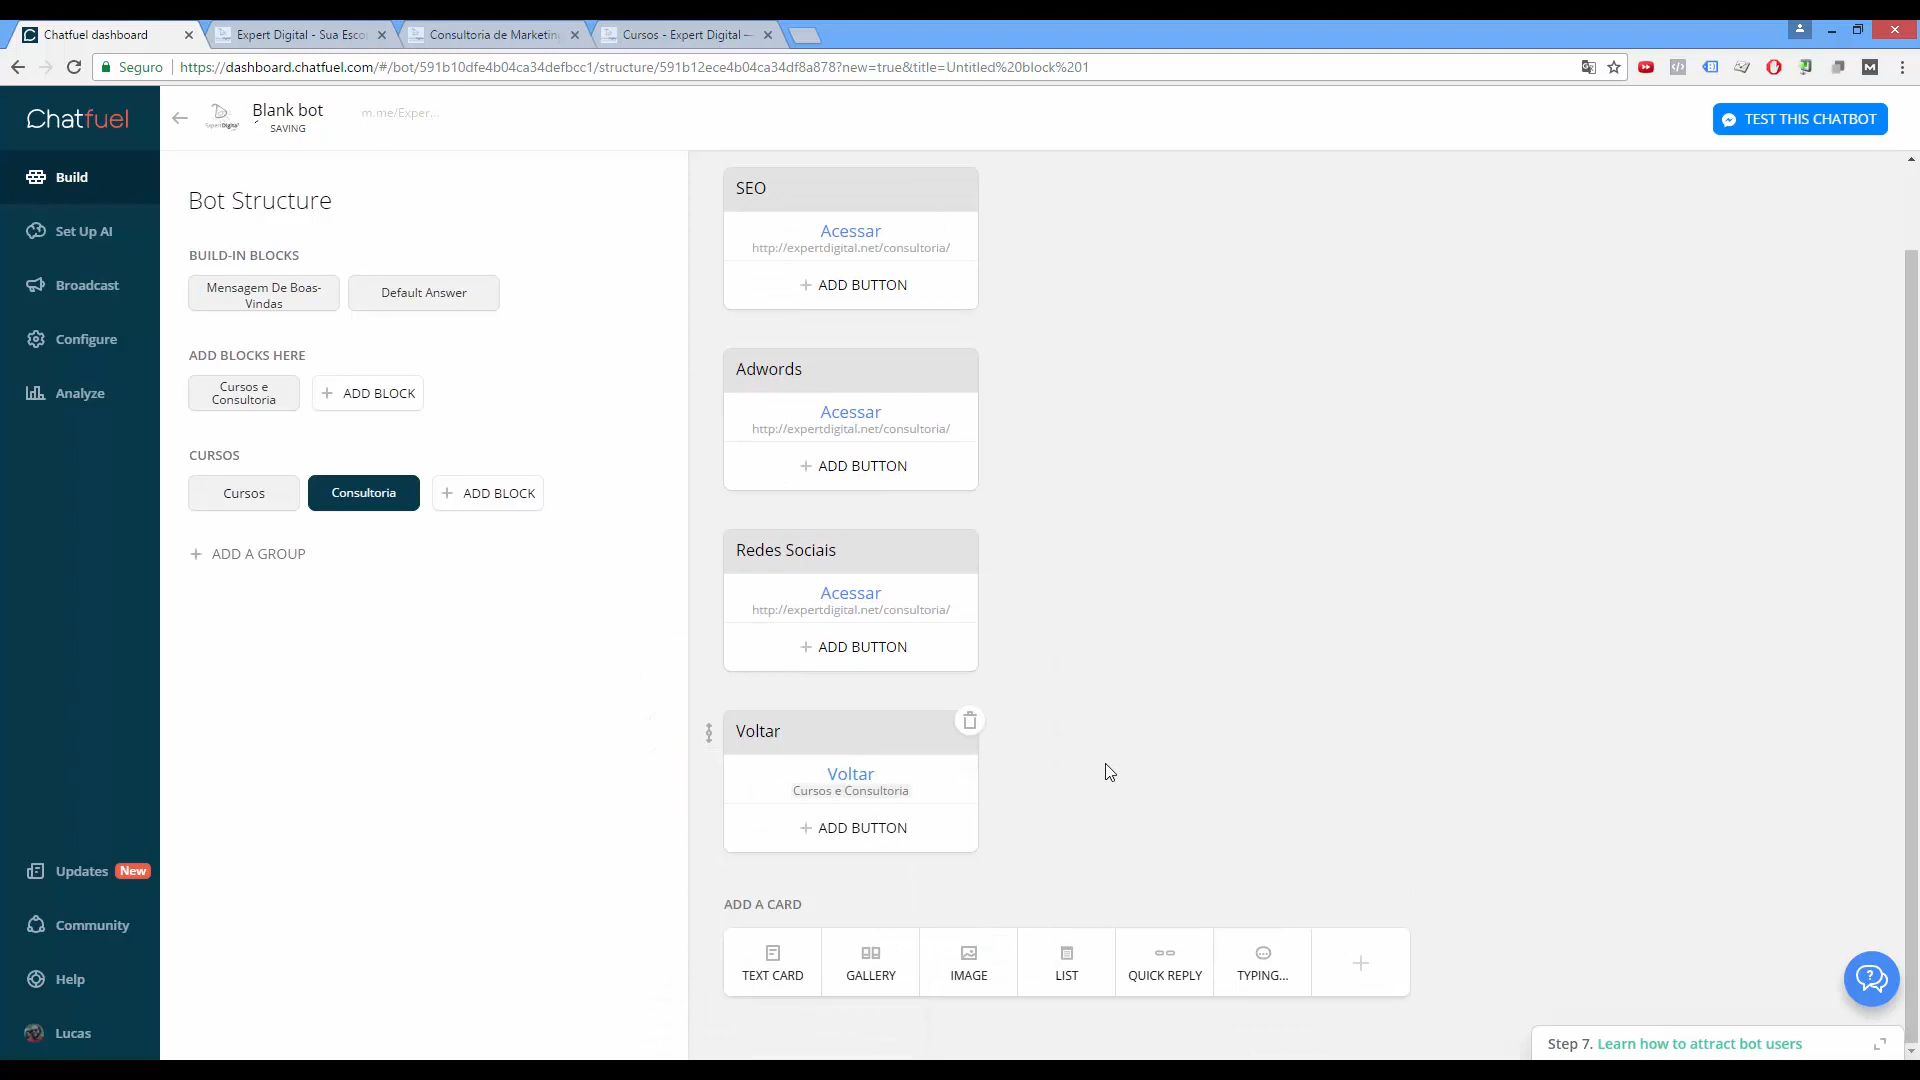 Chatfuel dashboard
Expert Digital - Sua Esco
Consultoria de Marketing
Cursos - Expert Digital —
Seguro
https://dashboard.chatfuel.com/#/bot/591b10dfe4b04ca34defbcc1/structure/591b12ece4b04ca34df8a878?new=true&title=Untitled%20block%201
Chatfuel
Blank bot
SAVING
m.me/Exper...
TEST THIS CHATBOT
Build
Set Up AI
Broadcast
Configure
Analyze
Updates New
Community
Help
Lucas
Bot Structure
BUILD-IN BLOCKS
Mensagem De Boas-
Vindas
Default Answer
ADD BLOCKS HERE
Cursos e
Consultoria
+ ADD BLOCK
CURSOS
Cursos
Consultoria
+ ADD BLOCK
+ ADD A GROUP
SEO
Acessar
http://expertdigital.net/consultoria/
+ ADD BUTTON
Adwords
Acessar
http://expertdigital.net/consultoria/
+ ADD BUTTON
Redes Sociais
Acessar
http://expertdigital.net/consultoria/
+ ADD BUTTON
Voltar
Voltar
Cursos e Consultoria
+ ADD BUTTON
ADD A CARD
TEXT CARD
GALLERY
IMAGE
LIST
QUICK REPLY
TYPING...
Step 7. Learn how to attract bot users